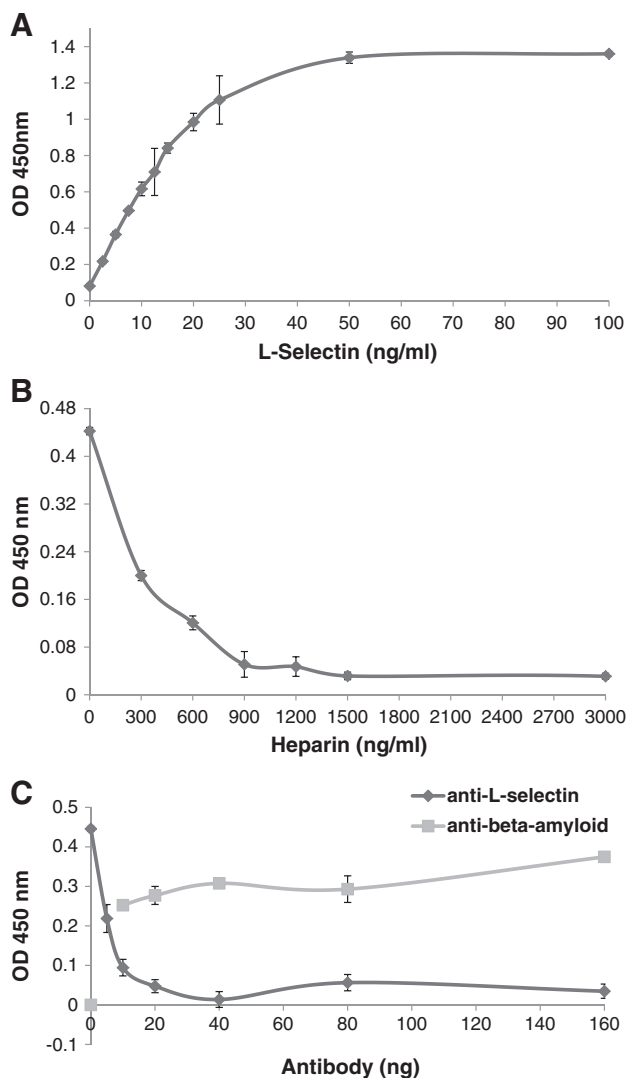 A
1.4
1.2
1
0.8
0.6
0.4
0.2
0
OD 450nm
0 10 20 30 40 50 60 70 80 90 100
L-Selectin (ng/ml)
B
0.48
0.4
0.32
0.24
0.16
0.08
0
OD 450 nm
0 300 600 900 1200 1500 1800 2100 2400 2700 3000
Heparin (ng/ml)
C
anti-L-selectin
anti-beta-amyloid
0.5
0.4
0.3
0.2
0.1
0
-0.1
OD 450 nm
0 20 40 60 80 100 120 140 160
Antibody (ng)